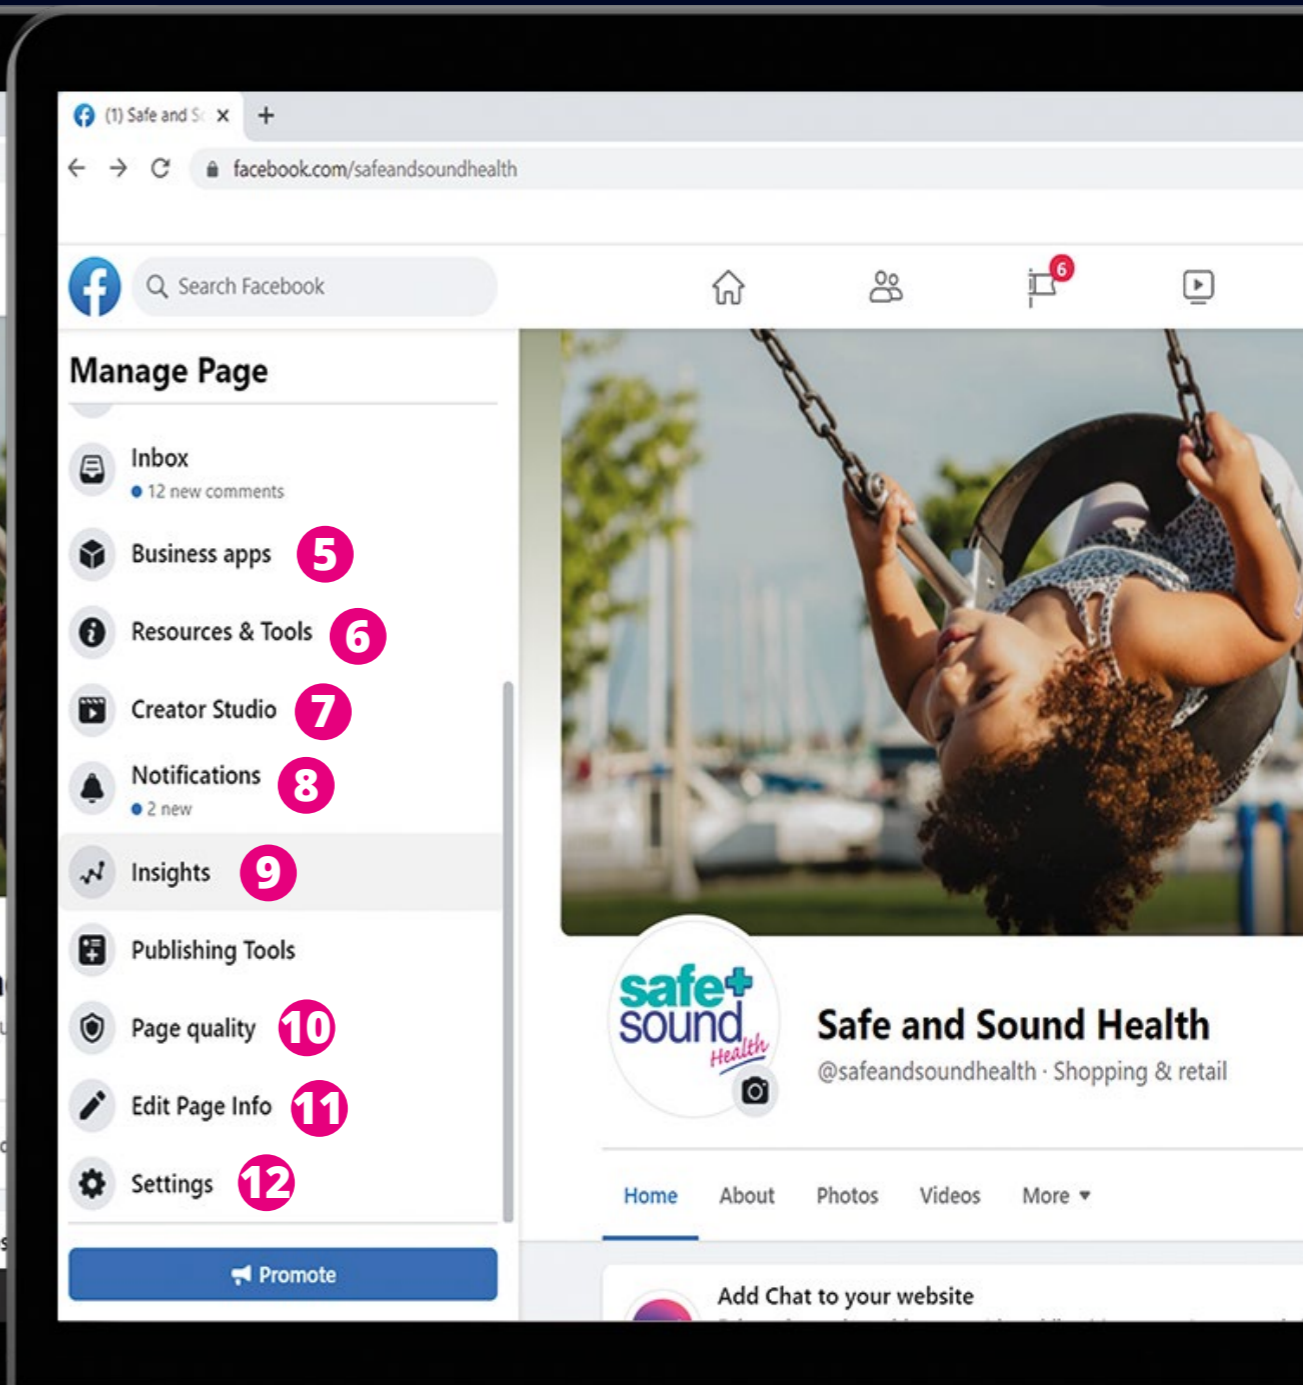 (1) Safe and So
facebook.com/safeandsoundhealth
Search Facebook
6
Manage Page
Inbox
12 new comments
Business apps 5
Resources & Tools 6
Creator Studio 7
Notifications 8
2 new
Insights 9
Publishing Tools
Page quality 10
Edit Page Info 11
Settings 12
Promote
safe+
sound
Health
Safe and Sound Health
@safeandsoundhealth · Shopping & retail
Home About Photos Videos More
Add Chat to your website